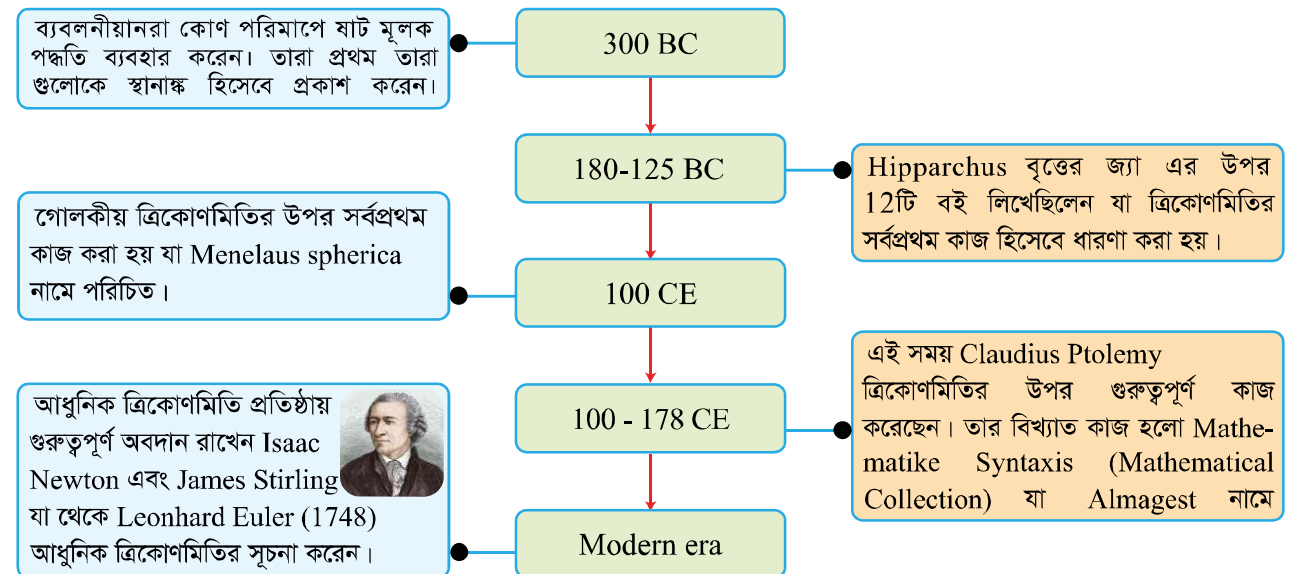 ব্যবলনীয়ানরা কোণ পরিমাপে ষাট মূলক
পদ্ধতি ব্যবহার করেন। তারা প্রথম তারা
গুলোকে স্থানাঙ্ক হিসেবে প্রকাশ করেন।
300 BC
180-125 BC
Hipparchus বৃত্তের জ্যা এর উপর
12টি বই লিখেছিলেন যা ত্রিকোণমিতির
সর্বপ্রথম কাজ হিসেবে ধারণা করা হয়।
গোলকীয় ত্রিকোণমিতির উপর সর্বপ্রথম
কাজ করা হয় যা Menelaus spherica
নামে পরিচিত।
100 CE
100 - 178 CE
এই সময় Claudius Ptolemy
ত্রিকোণমিতির উপর গুরুত্বপূর্ণ কাজ
করেছেন। তার বিখ্যাত কাজ হলো Mathe-
matike Syntaxis (Mathematical
Collection) যা Almagest নামে
আধুনিক ত্রিকোণমিতি প্রতিষ্ঠায়
গুরুত্বপূর্ণ অবদান রাখেন Isaac
Newton এবং James Stirling
যা থেকে Leonhard Euler (1748)
আধুনিক ত্রিকোণমিতির সূচনা করেন।
Modern era